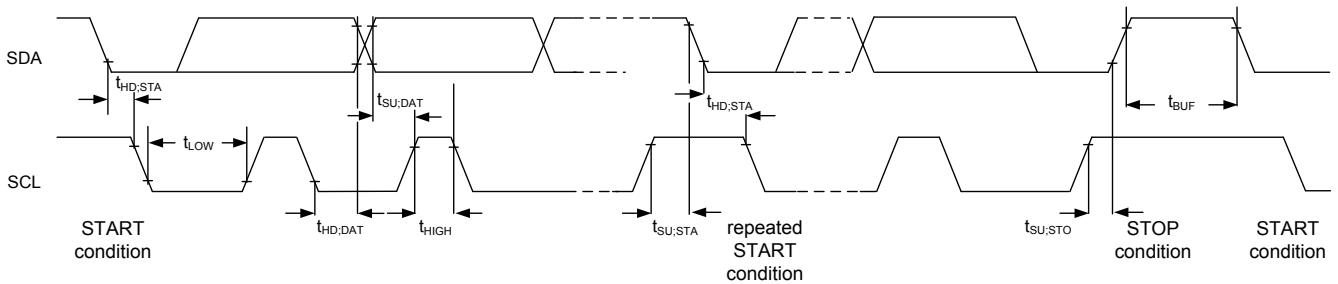 SDA
tHD;STA
tSU;DAT
tHD;STA
tBUF
tLOW
SCL
tHD;DAT
tHIGH
tSU;STA
tSU;STO
START
condition
repeated
START
condition
STOP
condition
START
condition